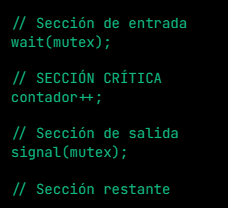 // Sección de entrada
wait(mutex);
// SECCIÓN CRÍTICA
contador++;
// Sección de salida
signal(mutex);
// Sección restante